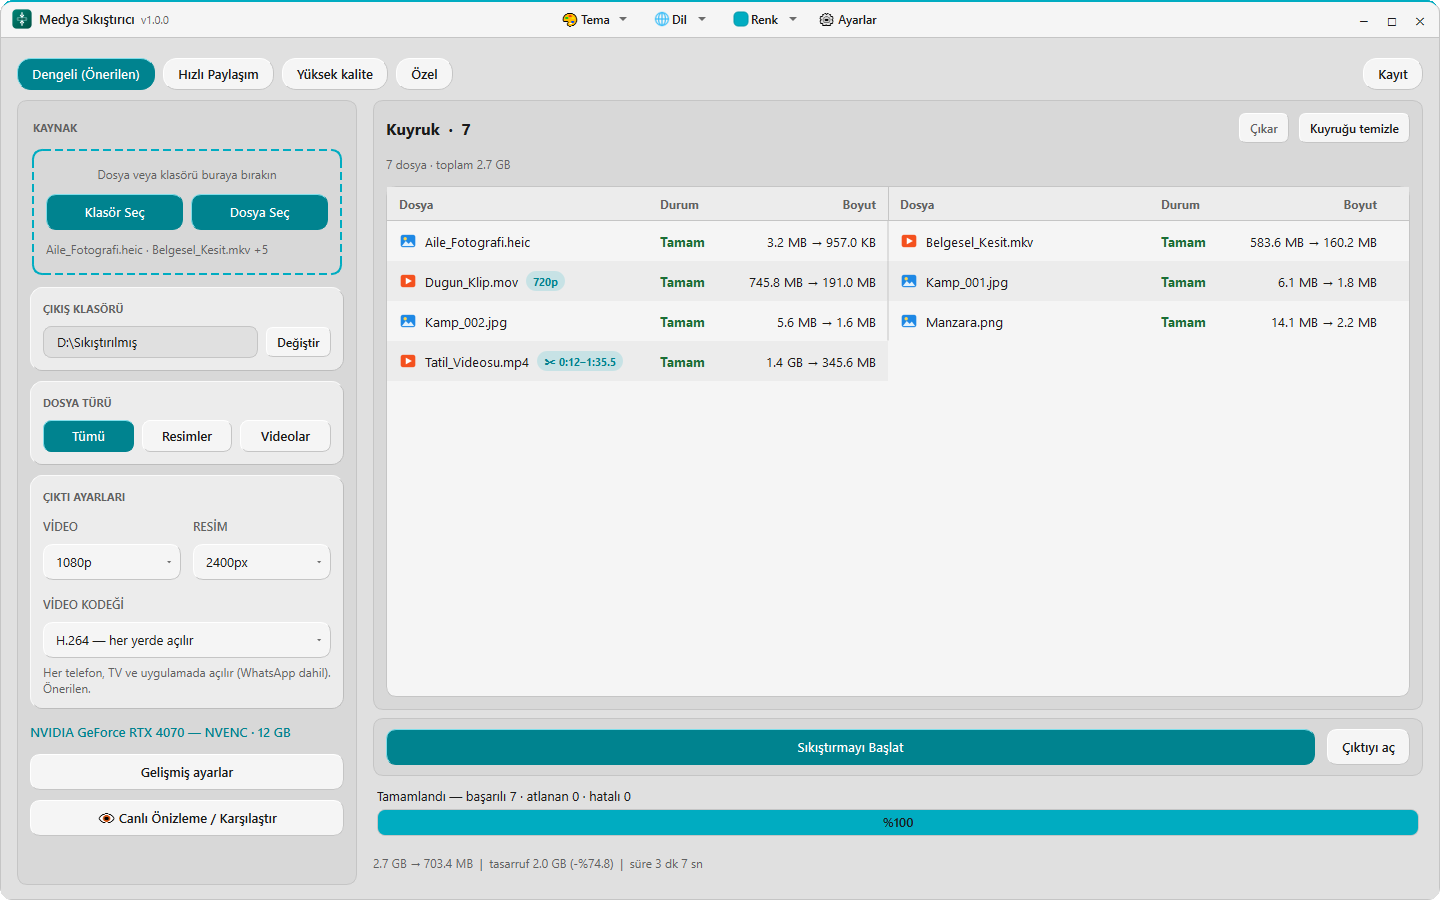 Medya Sıkıştırıcı v1.0.0
Tema
Dil
Renk
Ayarlar
Dengeli (Önerilen)
Hızlı Paylaşım
Yüksek kalite
Özel
Kayıt
KAYNAK
Dosya veya klasörü buraya bırakın
Klasör Seç
Dosya Seç
Aile_Fotografi.heic · Belgesel_Kesit.mkv +5
ÇIKIŞ KLASÖRÜ
D:\Sıkıştırılmış
Değiştir
DOSYA TÜRÜ
Tümü
Resimler
Videolar
ÇIKTI AYARLARI
VİDEO
RESİM
1080p
2400px
VİDEO KODEĞİ
H.264 — her yerde açılır
Her telefon, TV ve uygulamada açılır (WhatsApp dahil).
Önerilen.
NVIDIA GeForce RTX 4070 — NVENC · 12 GB
Gelişmiş ayarlar
Canlı Önizleme / Karşılaştır
Kuyruk · 7
Çıkar
Kuyruğu temizle
7 dosya · toplam 2.7 GB
Dosya Durum Boyut Dosya Durum Boyut
Aile_Fotografi.heic Tamam 3.2 MB → 957.0 KB Belgesel_Kesit.mkv Tamam 583.6 MB → 160.2 MB
Dugun_Klip.mov 720p Tamam 745.8 MB → 191.0 MB Kamp_001.jpg Tamam 6.1 MB → 1.8 MB
Kamp_002.jpg Tamam 5.6 MB → 1.6 MB Manzara.png Tamam 14.1 MB → 2.2 MB
Tatil_Videosu.mp4 0:12–1:35.5 Tamam 1.4 GB → 345.6 MB
Sıkıştırmayı Başlat
Çıktıyı aç
Tamamlandı — başarılı 7 · atlanan 0 · hatalı 0
%100
2.7 GB → 703.4 MB | tasarruf 2.0 GB (-%74.8) | süre 3 dk 7 sn